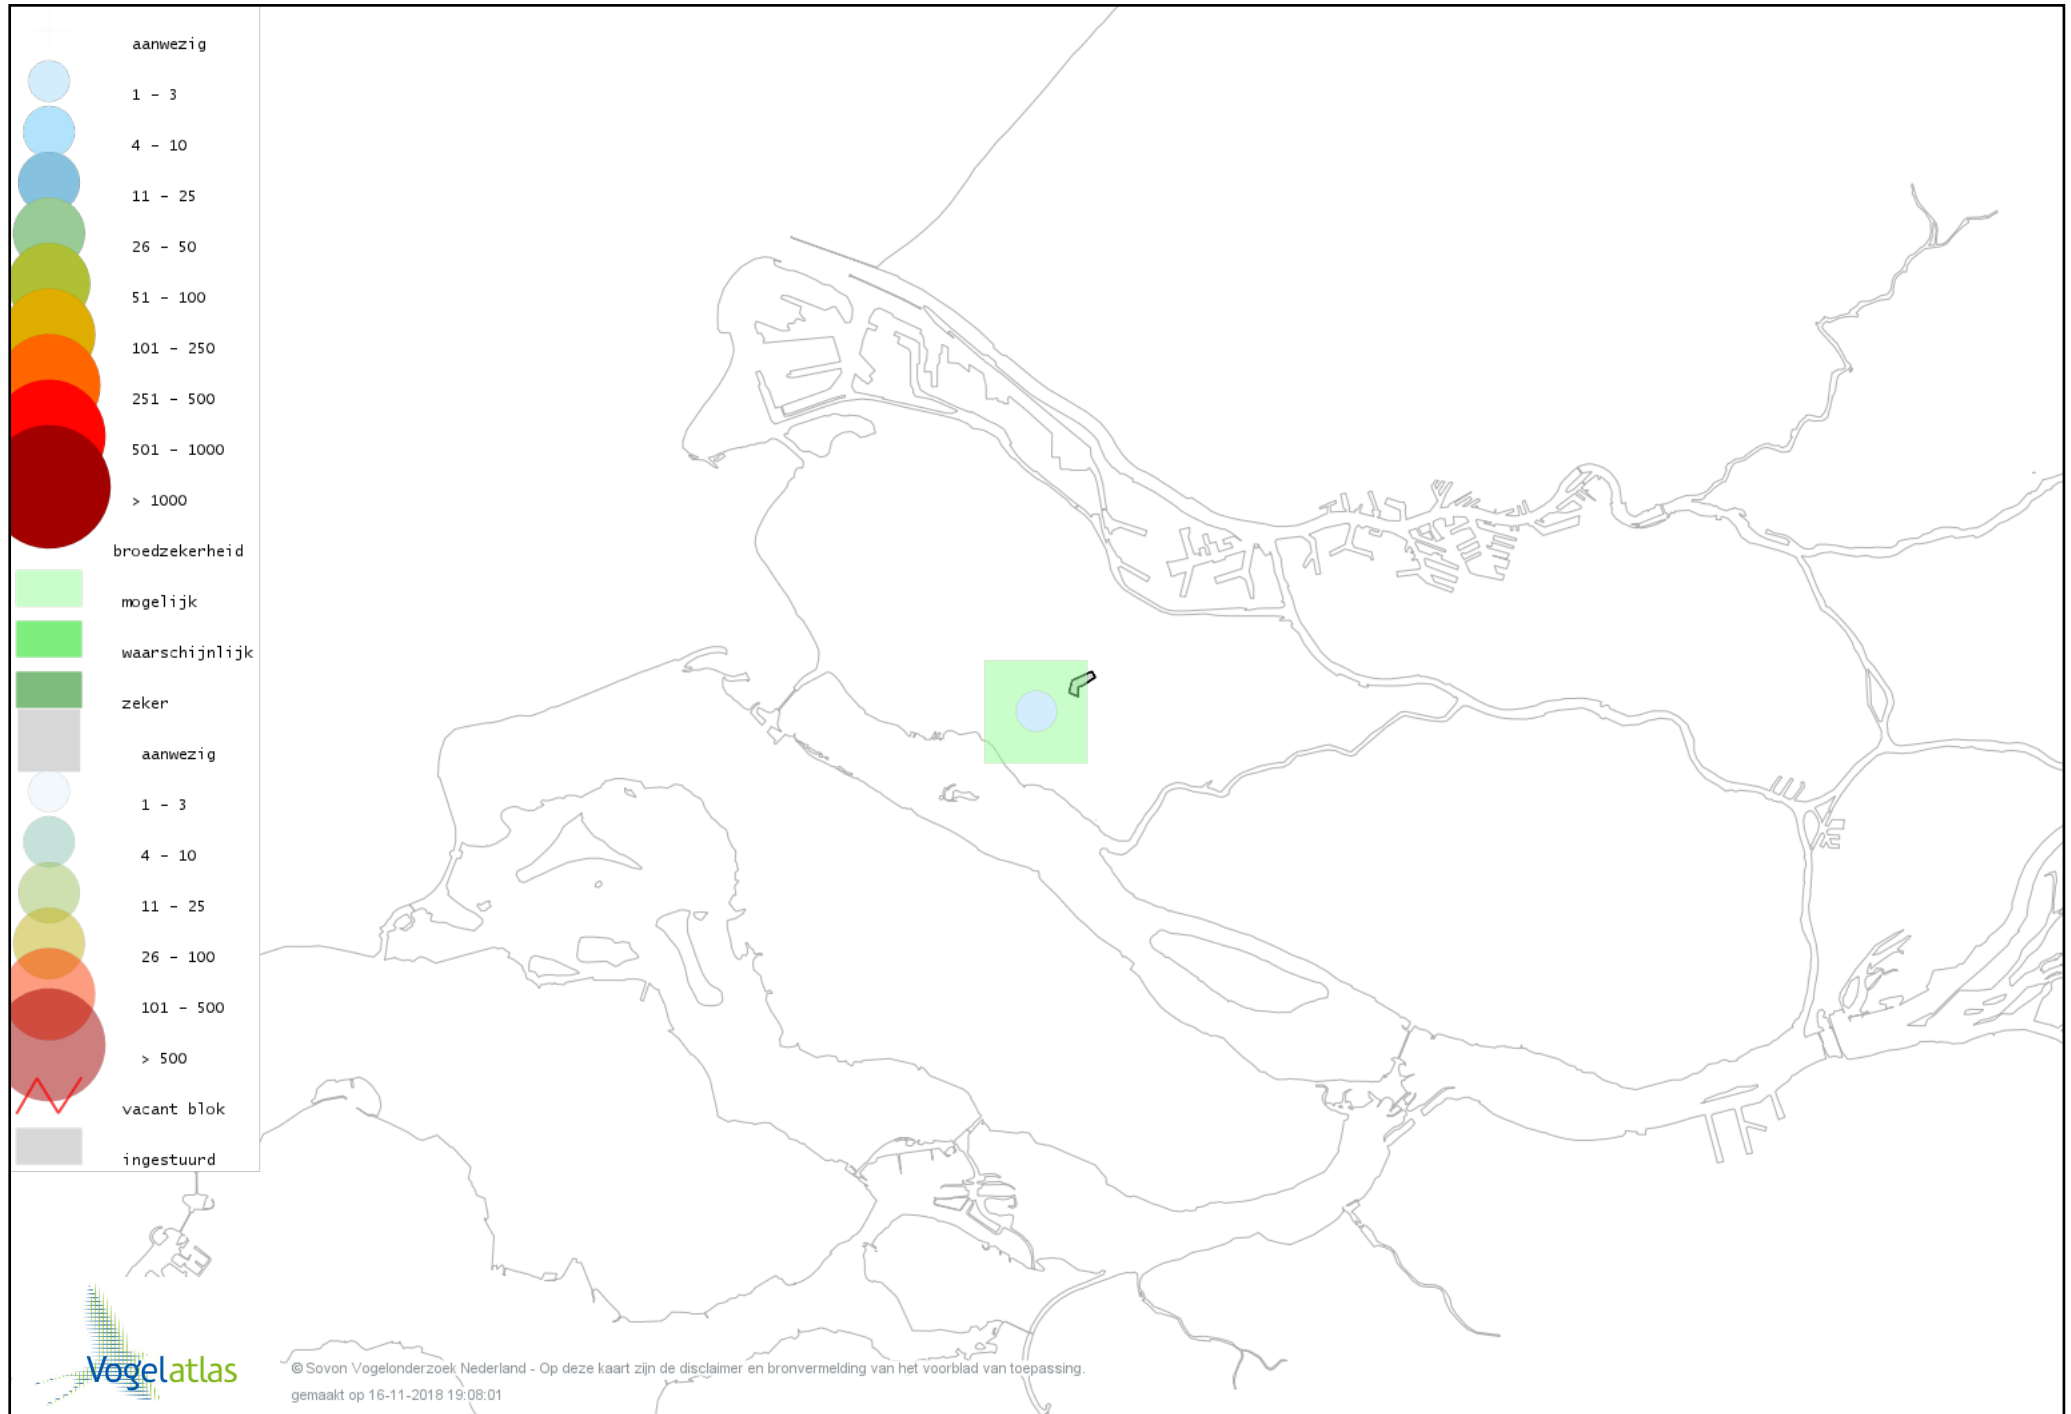 aanwezig
1 - 3
4 - 10
11 - 25
26 - 50
51 - 100
101 - 250
251 - 500
501 - 1000
> 1000
broedzekerheid
mogelijk
waarschijnlijk
zeker
aanwezig
1 - 3
4 - 10
11 - 25
26 - 100
101 - 500
> 500
vacant blok
ingestuurd
Vogelatlas
© Sovon Vogelonderzoek Nederland - Op deze kaart zijn de disclaimer en bronvermelding van het voorblad van toepassing.
gemaakt op 16-11-2018 19:08:01